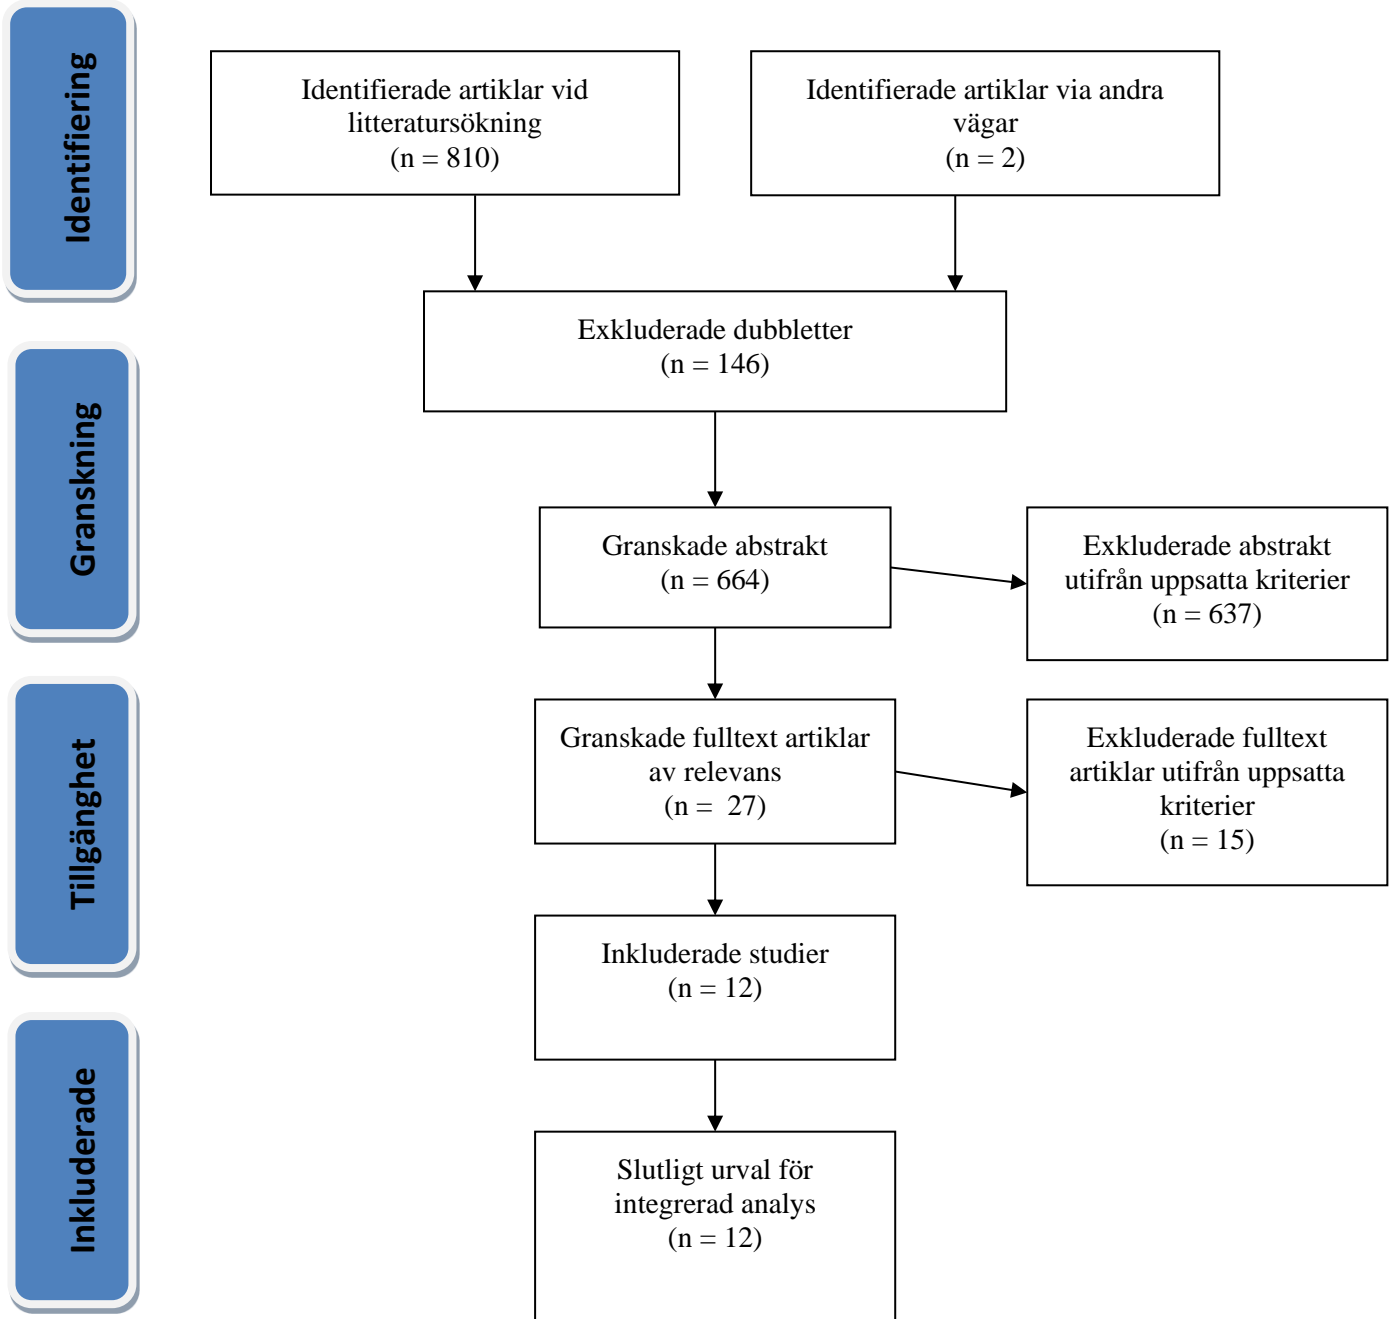 Identifiering
Identifierade artiklar vid
litteratursökning
(n = 810)
Identifierade artiklar via andra
vägar
(n = 2)
Exkluderade dubbletter
(n = 146)
Granskning
Granskade abstrakt
(n = 664)
Exkluderade abstrakt
utifrån uppsatta kriterier
(n = 637)
Tillgänghet
Granskade fulltext artiklar
av relevans
(n =  27)
Exkluderade fulltext
artiklar utifrån uppsatta
kriterier
(n = 15)
Inkluderade studier
(n = 12)
Inkluderade
Slutligt urval för
integrerad analys
(n = 12)